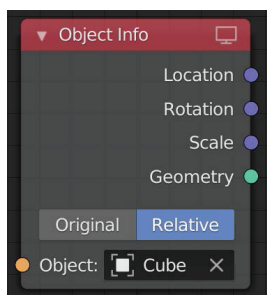 Object Info
Location
Rotation
Scale
Geometry
Original Relative
Object: Cube